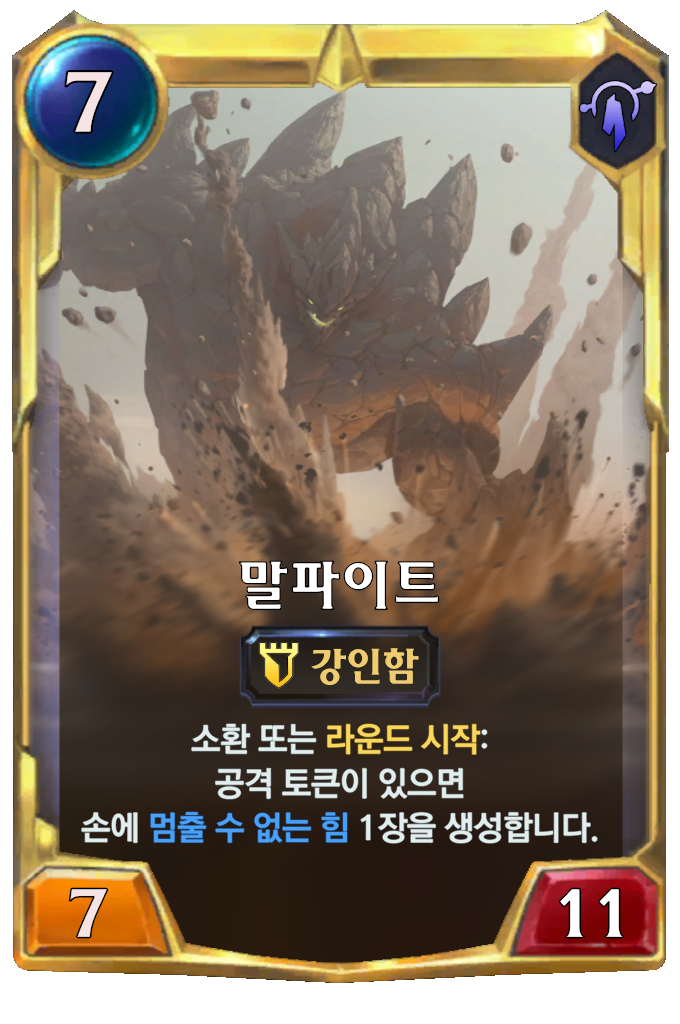 7
말파이트
강인함
소환 또는 라운드 시작:
공격 토큰이 있으면
손에 멈출 수 없는 힘 1장을 생성합니다.
7
11